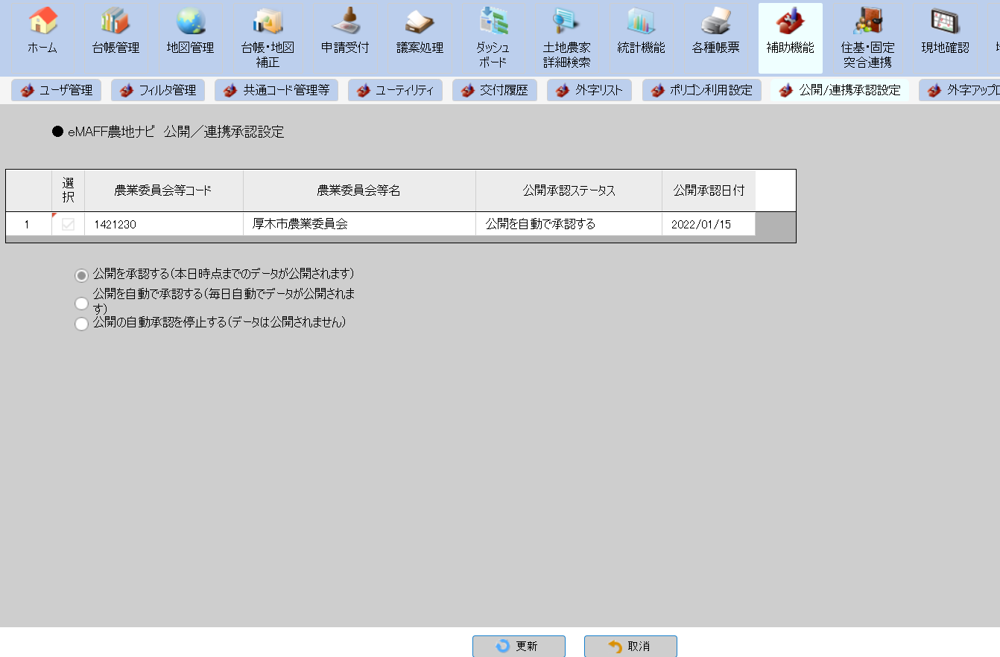 ホーム
台帳管理
地図管理
台帳・地図
補正
申請受付
議案処理
ダッシュ
ボード
土地農家
詳細検索
統計機能
各種帳票
補助機能
住基・固定
突合連携
現地確認
ユーザ管理
フィルタ管理
共通コード管理等
ユーティリティ
交付履歴
外字リスト
ポリゴン利用設定
公開/連携承認設定
外字アップロ
● eMAFF農地ナビ 公開／連携承認設定
選
択
農業委員会等コード
農業委員会等名
公開承認ステータス
公開承認日付
1
1421230
厚木市農業委員会
公開を自動で承認する
2022/01/15
公開を承認する(本日時点までのデータが公開されます)
公開を自動で承認する(毎日自動でデータが公開されま
す)
公開の自動承認を停止する(データは公開されません)
更新
取消